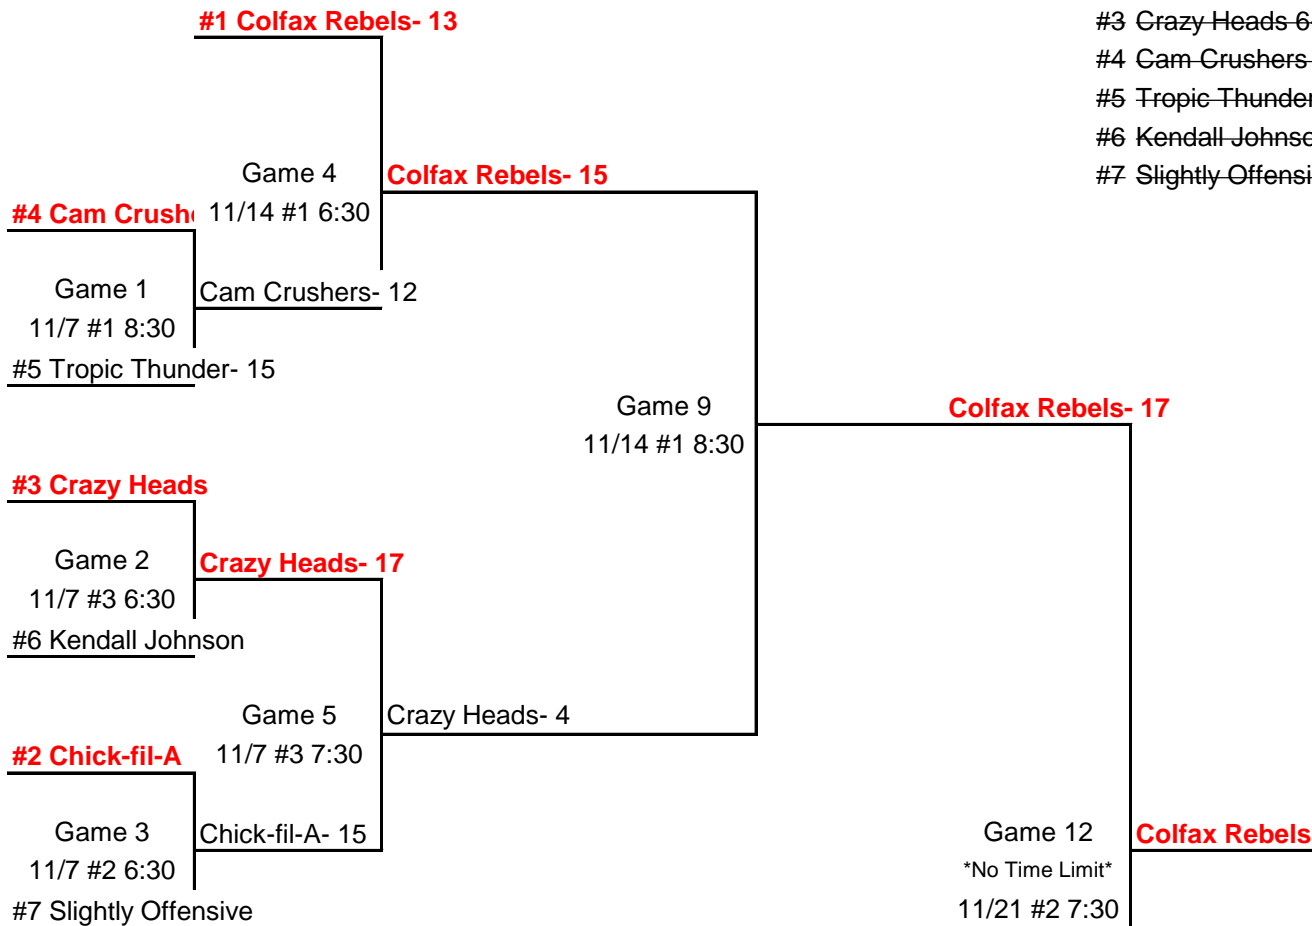 #1 Colfax Rebels- 13
#3 Crazy Heads 6
#4 Cam Crushers
#5 Tropic Thunder
#6 Kendall
#7 Slightly
Game 4
11/14 #1 6:30
Colfax Rebels- 15
#4 Cam
Game 1
11/7 #1 8:30
Cam Crushers- 12
#5 Tropic Thunder- 15
Game 9
11/14 #1 8:30
Colfax Rebels- 17
#3 Crazy Heads
Game 2
11/7 #3 6:30
Crazy Heads- 17
#6 Kendall Johnson
Game 5
11/7 #3 7:30
Crazy Heads- 4
#2 Chick-fil-A
Game 3
11/7 #2 6:30
Chick-fil-A- 15
#7 Slightly Offensive
Game 12
*No Time Limit*
11/21 #2 7:30
Colfax Rebels